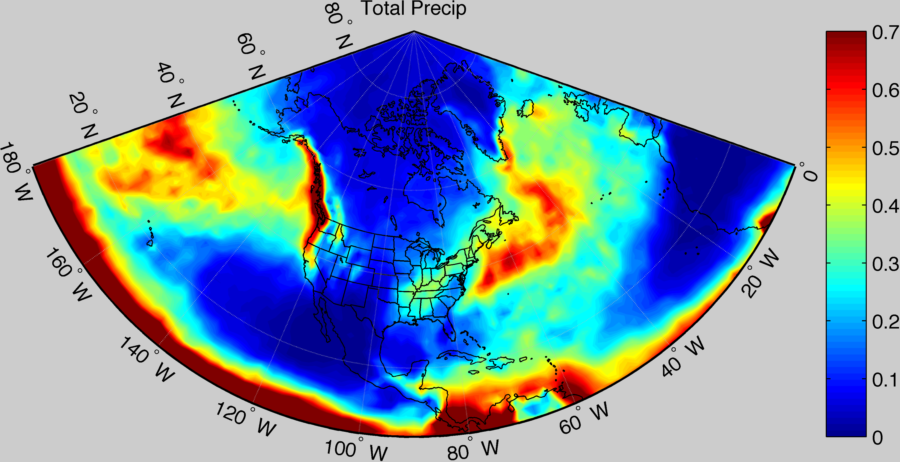 Total Precip
80° N
60° N
40° N
20° N
180° W
160° W
140° W
120° W
100° W
80° W
60° W
40° W
20° W
0
0.7
0.6
0.5
0.4
0.3
0.2
0.1
0